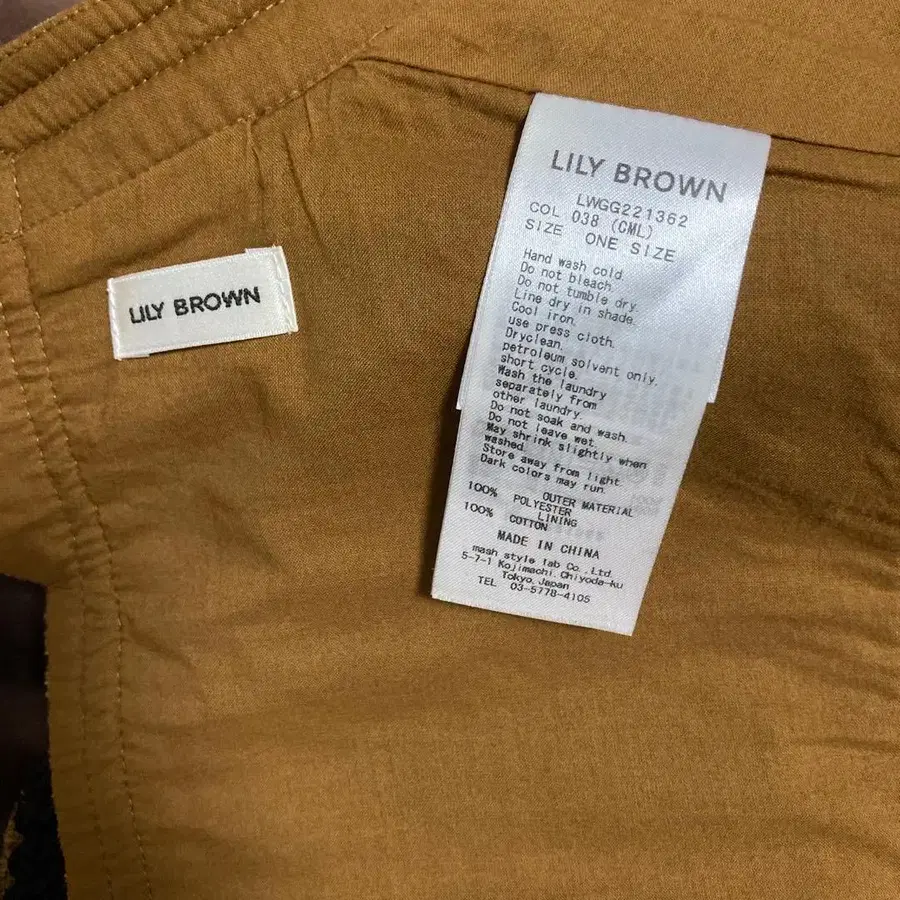 LILY BROWN
LILY BROWN
LWGG221362
COL 038 (CML)
SIZE ONE SIZE
Hand wash cold
Do not bleach.
Do not tumble dry.
Line dry in shade.
Cool iron.
use press cloth.
Dryclean.
petroleum solvent only.
short cycle.
Wash the laundry
separately from
other laundry.
Do not soak and wash.
Do not leave wet.
May shrink slightly when
washed.
Store away from light
Dark colors may run.
OUTER MATERIAL
100% POLYESTER
LINING
100% COTTON
MADE IN CHINA
mash style lab Co.,Ltd.
5-7-1 Kojimachi.Chiyoda-ku
Tokyo.Japan
TEL 03-5778-4105